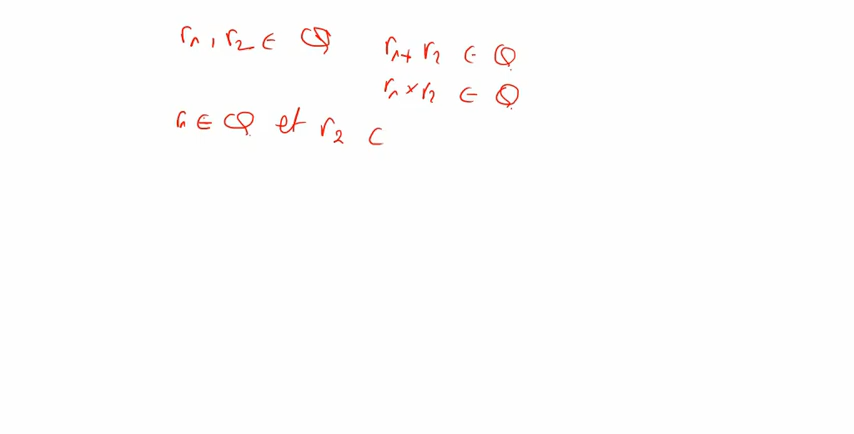 r₁, r₂ ∈ ℚ
r₁ + r₂ ∈ ℚ
r₁ × r₂ ∈ ℚ
r₁ ∈ ℚ et r₂